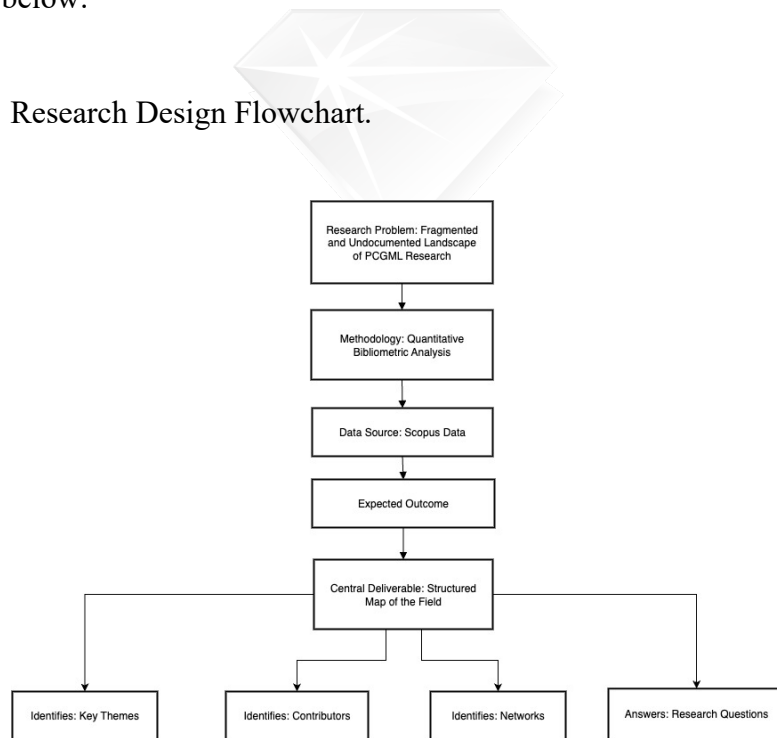 below:
Research Design Flowchart.
Research Problem: Fragmented
and Undocumented Landscape
of PCGML Research
Methodology: Quantitative
Bibliometric Analysis
Data Source: Scopus Data
Expected Outcome
Central Deliverable: Structured
Map of the Field
Identifies: Key Themes
Identifies: Contributors
Identifies: Networks
Answers: Research Questions